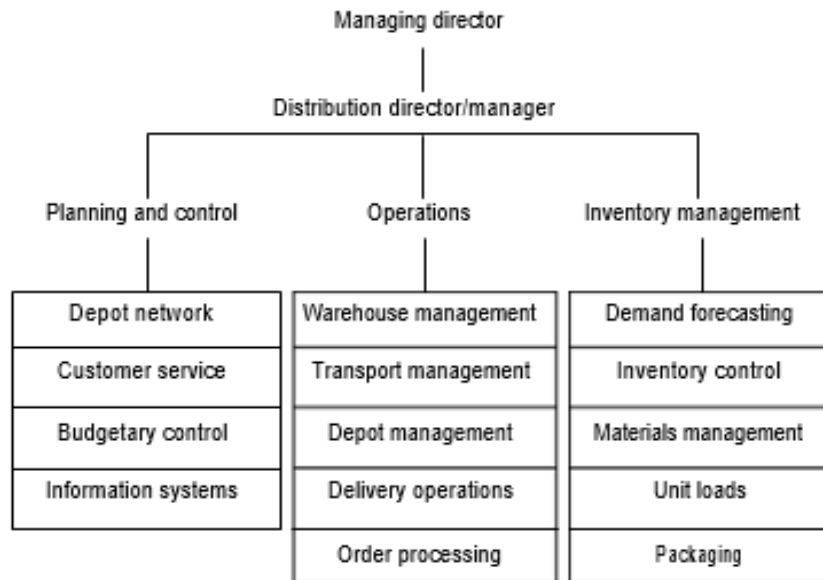 Managing director
Distribution director/manager
Planning and control
Operations
Inventory management
Depot network
Warehouse management
Demand forecasting
Customer service
Transport management
Inventory control
Budgetary control
Depot management
Materials management
Information systems
Delivery operations
Unit loads
Order processing
Packaging